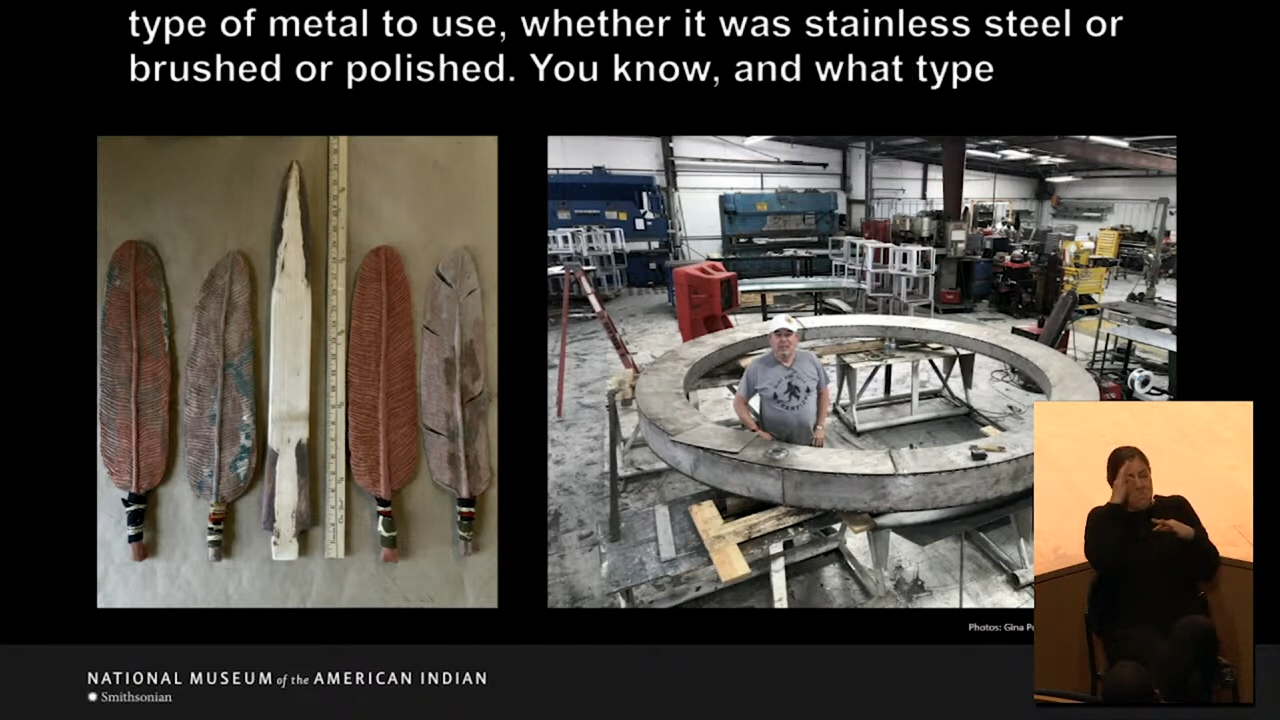 type of metal to use, whether it was stainless steel or
brushed or polished. You know, and what type
Photos: Gina
NATIONAL MUSEUM of the AMERICAN INDIAN
Smithsonian